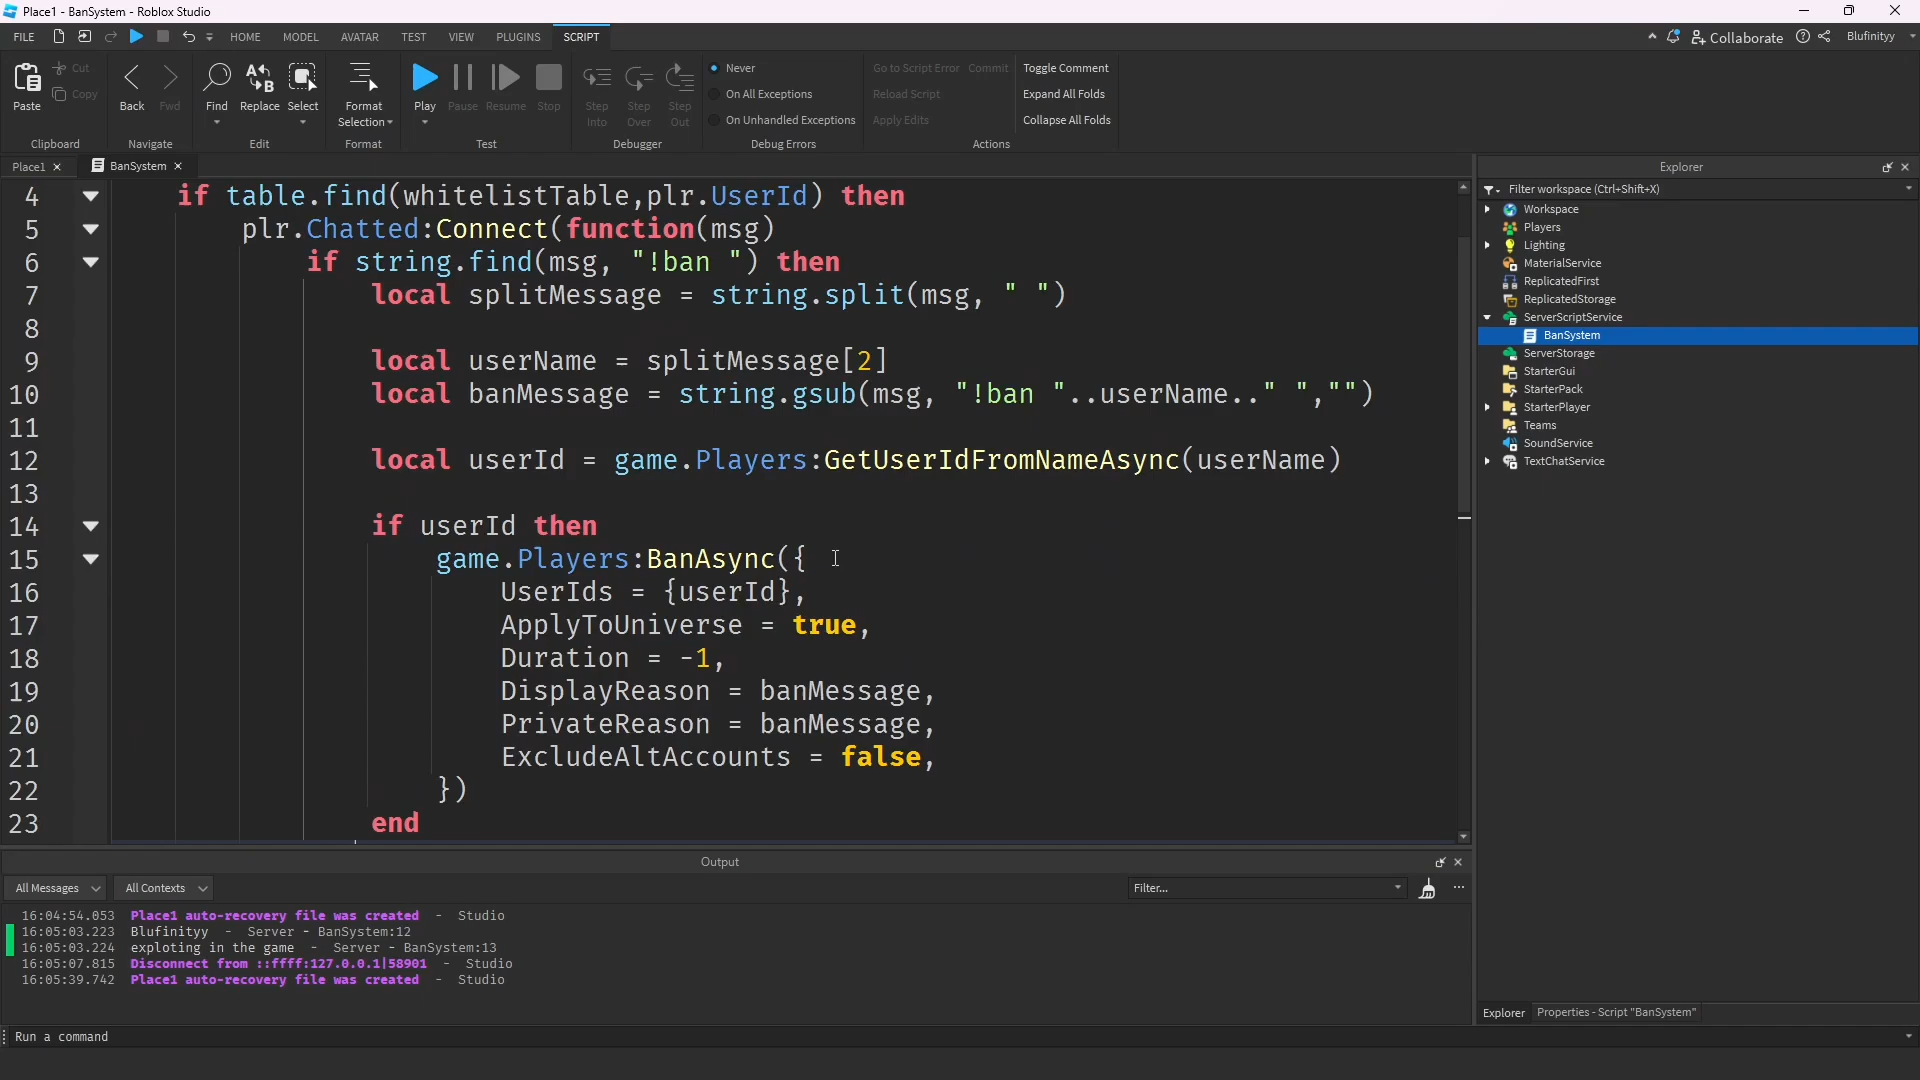 Place1 - BanSystem - Roblox Studio
FILE HOME MODEL AVATAR TEST VIEW PLUGINS SCRIPT Collaborate Blufinityy
Paste Cut Copy Back Fwd Find Replace Select Format Selection Play Pause Resume Stop Step Into Step Over Step Out
Never
On All Exceptions
On Unhandled Exceptions
Go to Script Error Commit
Reload Script
Apply Edits
Toggle Comment
Expand All Folds
Collapse All Folds
Clipboard Navigate Edit Format Test Debugger Debug Errors Actions
Place1 BanSystem
4 if table.find(whitelistTable,plr.UserId) then
5 plr.Chatted:Connect(function(msg)
6 if string.find(msg, "!ban ") then
7 local splitMessage = string.split(msg, " ")
8
9 local userName = splitMessage[2]
10 local banMessage = string.gsub(msg, "!ban "..userName.." ","")
11
12 local userId = game.Players:GetUserIdFromNameAsync(userName)
13
14 if userId then
15 game.Players:BanAsync({
16 UserIds = {userId},
17 ApplyToUniverse = true,
18 Duration = -1,
19 DisplayReason = banMessage,
20 PrivateReason = banMessage,
21 ExcludeAltAccounts = false,
22 })
23 end
Explorer
Filter workspace (Ctrl+Shift+X)
Workspace
Players
Lighting
MaterialService
ReplicatedFirst
ReplicatedStorage
ServerScriptService
BanSystem
ServerStorage
StarterGui
StarterPack
StarterPlayer
Teams
SoundService
TextChatService
Explorer Properties - Script "BanSystem"
Output
All Messages All Contexts Filter...
16:04:54.053 Place1 auto-recovery file was created - Studio
16:05:03.223 Blufinityy - Server - BanSystem:12
16:05:03.224 exploting in the game - Server - BanSystem:13
16:05:07.815 Disconnect from ::ffff:127.0.0.1|58901 - Studio
16:05:39.742 Place1 auto-recovery file was created - Studio
Run a command